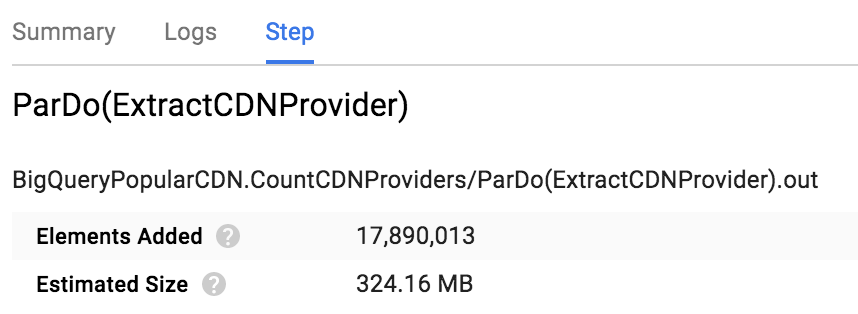 Summary Logs Step
ParDo(ExtractCDNProvider)
BigQueryPopularCDN.CountCDNProviders/ParDo(ExtractCDNProvider).out
Elements Added ? 17,890,013
Estimated Size ? 324.16 MB